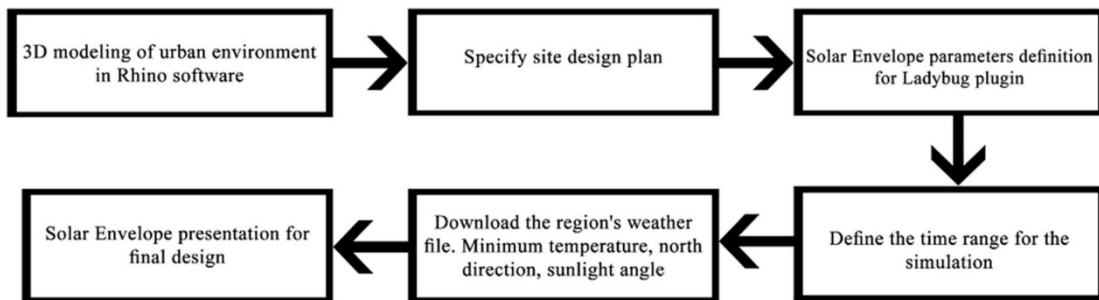 3D modeling of urban environment
in Rhino software
Specify site design plan
Solar Envelope parameters definition
for Ladybug plugin
Define the time range for the
simulation
Download the region's weather
file. Minimum temperature, north
direction, sunlight angle
Solar Envelope presentation for
final design